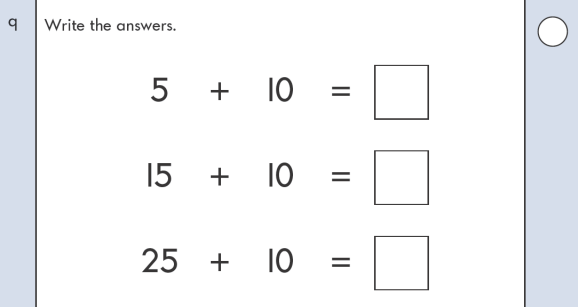 9 Write the answers.
5 + 10 =
15 + 10 =
25 + 10 =